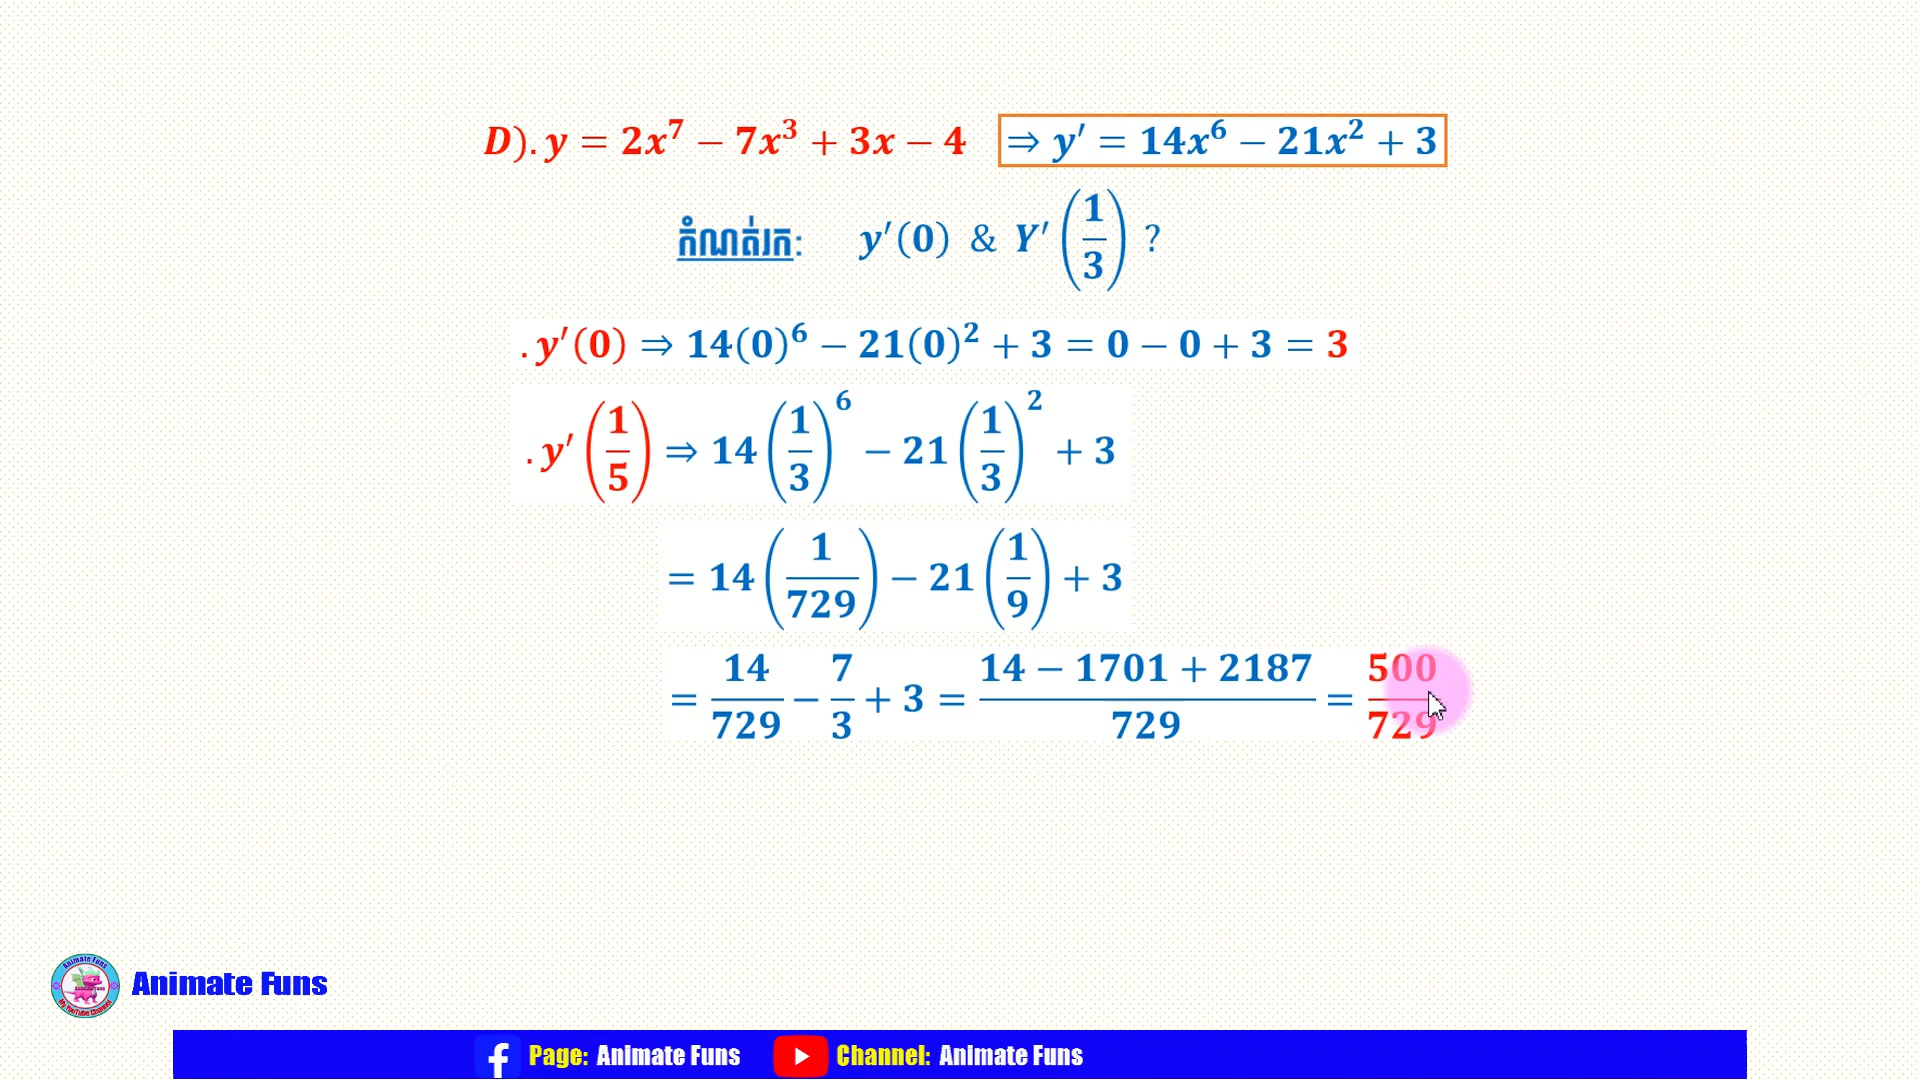 D). y = 2x⁷ − 7x³ + 3x − 4 ⇒ y′ = 14x⁶ − 21x² + 3
កំណត់រក: y′(0) & Y′(1/3) ?
. y′(0) ⇒ 14(0)⁶ − 21(0)² + 3 = 0 − 0 + 3 = 3
. y′(1/5) ⇒ 14(1/3)⁶ − 21(1/3)² + 3
= 14(1/729) − 21(1/9) + 3
= 14/729 − 7/3 + 3 = (14 − 1701 + 2187)/729 = 500/729
Animate Funs
Page: Animate Funs Channel: Animate Funs